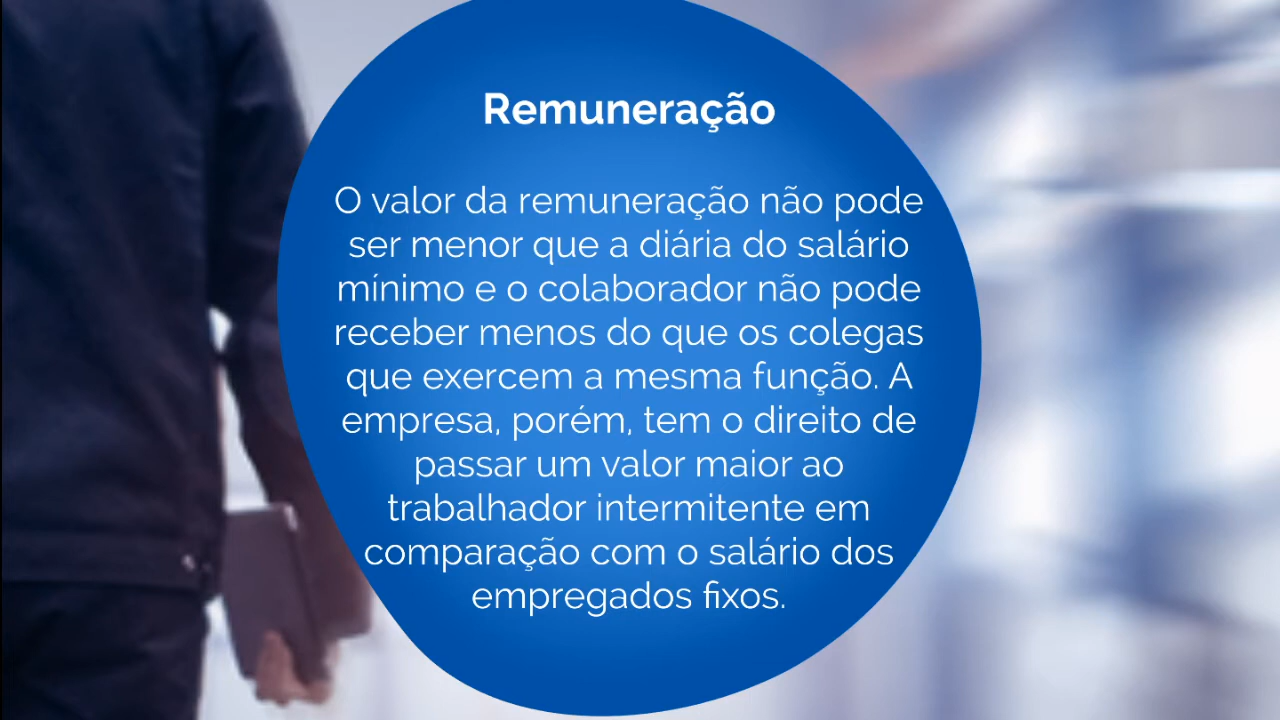 Remuneração
O valor da remuneração não pode
ser menor que a diária do salário
mínimo e o colaborador não pode
receber menos do que os colegas
que exercem a mesma função. A
empresa, porém, tem o direito de
passar um valor maior ao
trabalhador intermitente em
comparação com o salário dos
empregados fixos.